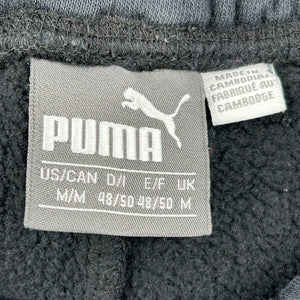 PUMA
US/CAN D/I E/F UK
M/M 48/50 48/50 M
MADE IN
CAMBODIA/
FABRIQUÉ AU
CAMBODGE